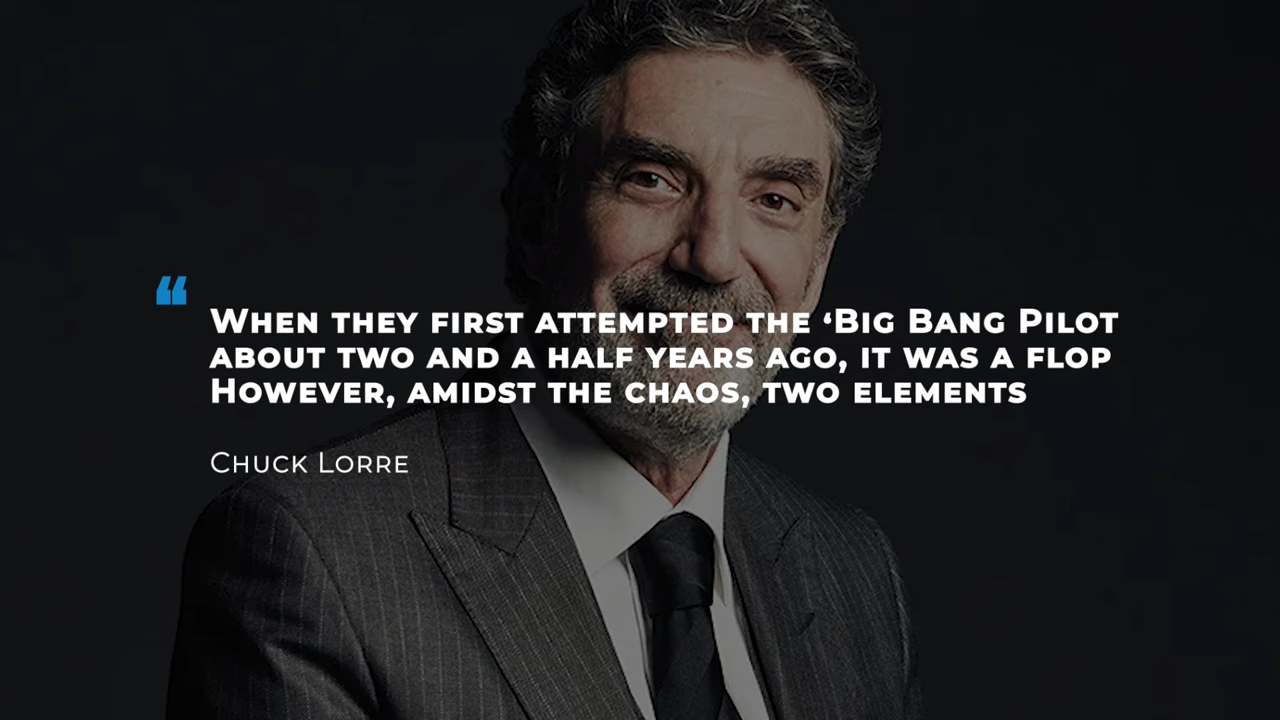 “
When they first attempted the ‘Big Bang Pilot
about two and a half years ago, it was a flop
However, amidst the chaos, two elements
Chuck Lorre